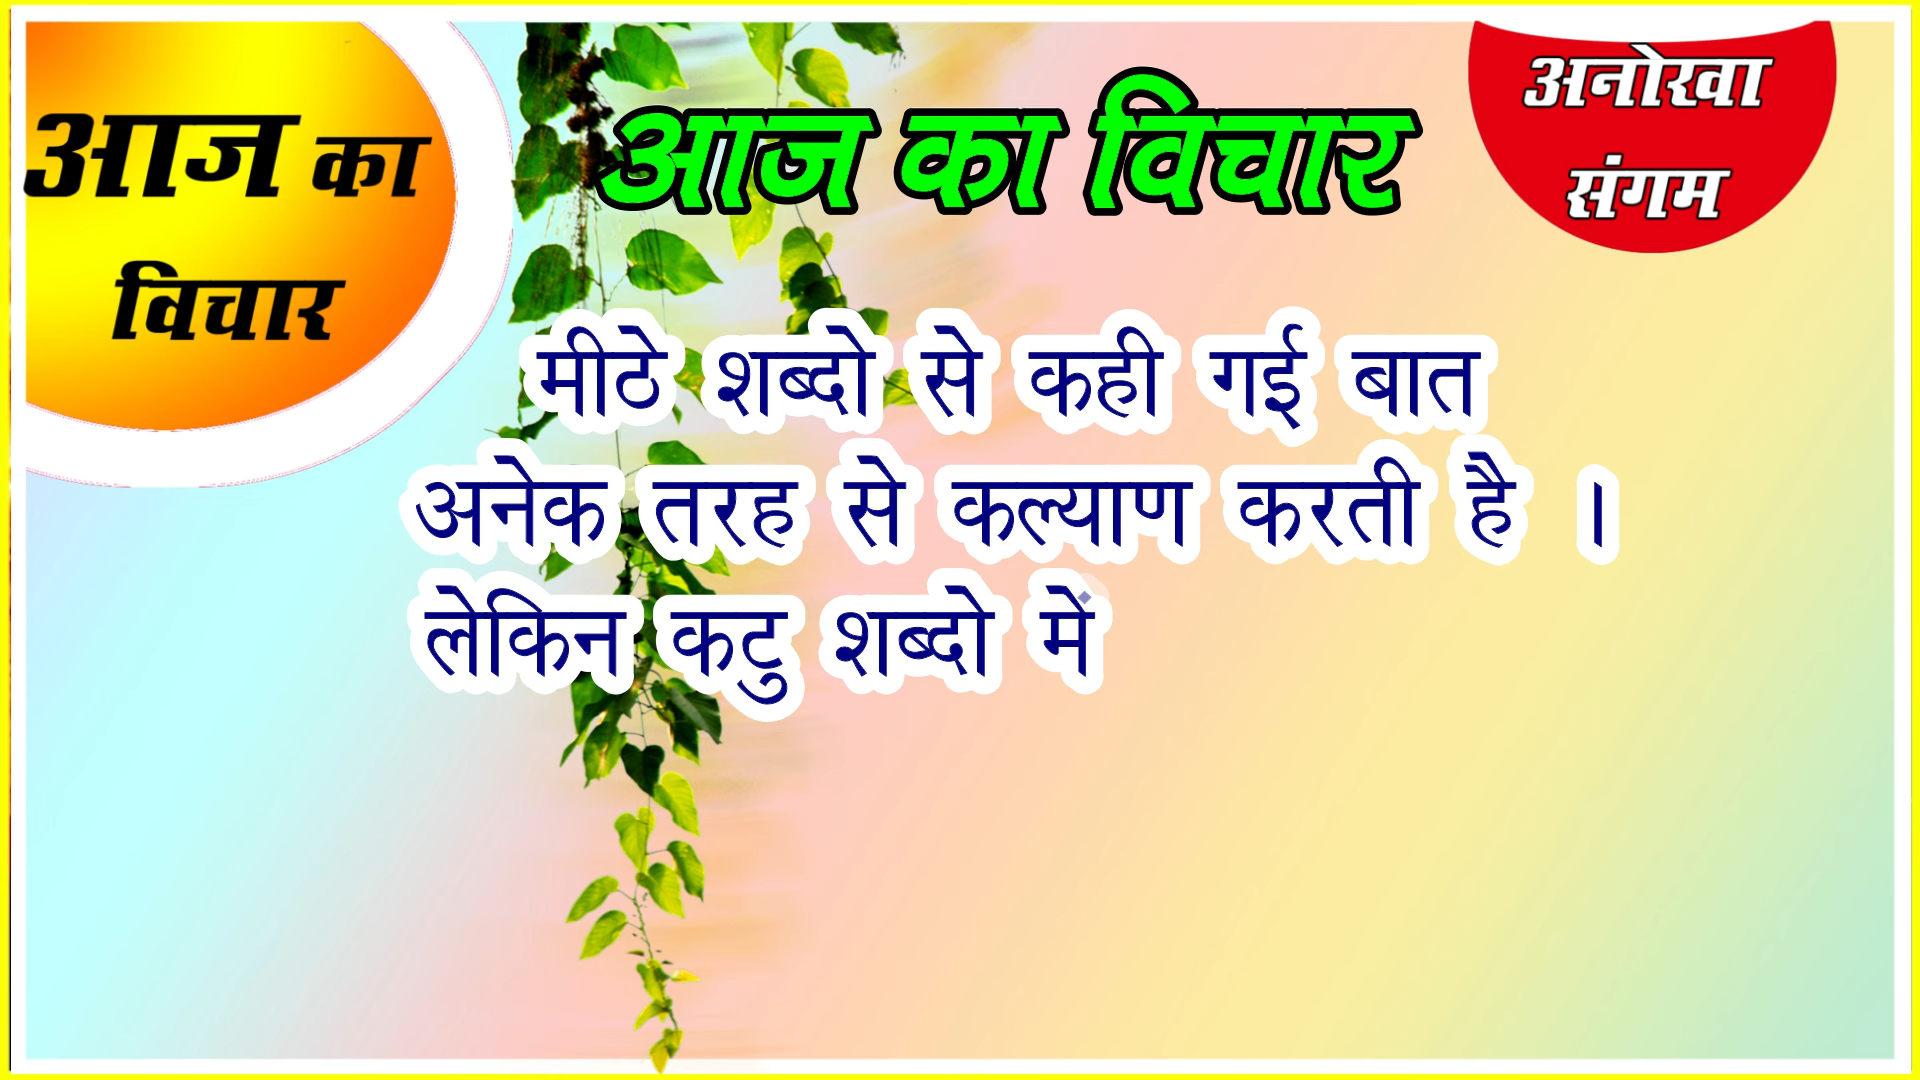 आज का
विचार
आज का विचार
अनोखा
संगम
मीठे शब्दो से कही गई बात
अनेक तरह से कल्याण करती है ।
लेकिन कटु शब्दो में